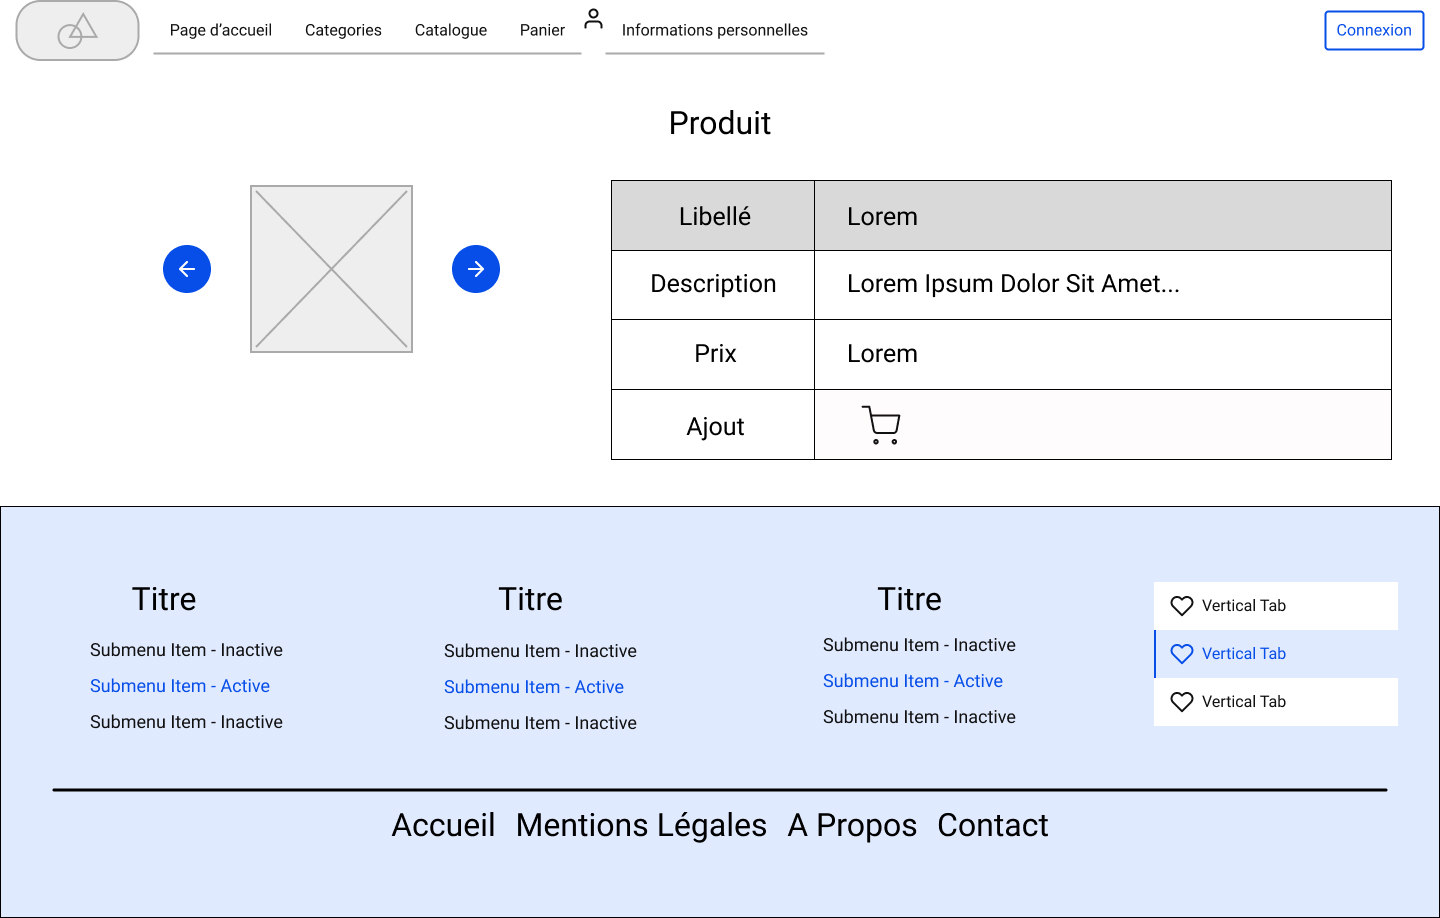 Page d’accueil Categories Catalogue Panier Informations personnelles Connexion
Produit
Libellé Lorem
Description Lorem Ipsum Dolor Sit Amet...
Prix Lorem
Ajout
Titre
Submenu Item - Inactive
Submenu Item - Active
Submenu Item - Inactive
Titre
Submenu Item - Inactive
Submenu Item - Active
Submenu Item - Inactive
Titre
Submenu Item - Inactive
Submenu Item - Active
Submenu Item - Inactive
Vertical Tab
Vertical Tab
Vertical Tab
Accueil Mentions Légales A Propos Contact